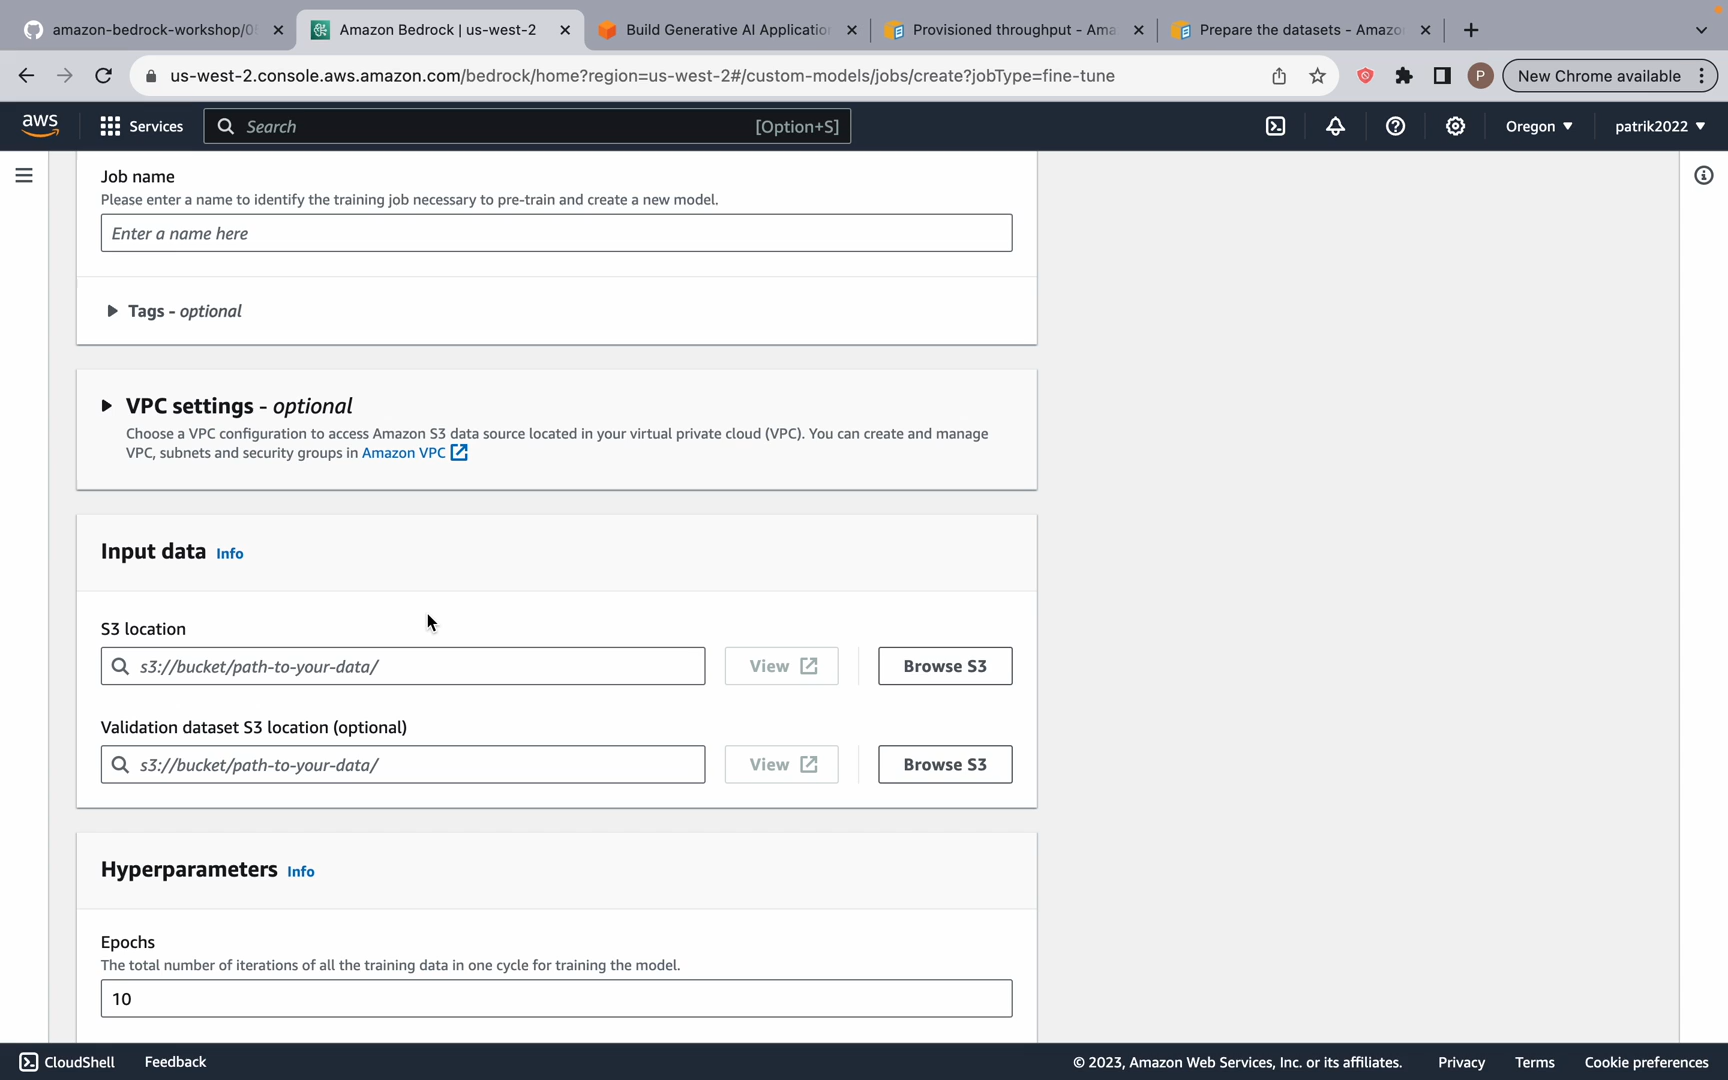 amazon-bedrock-workshop/0
Amazon Bedrock | us-west-2
Build Generative AI Application
Provisioned throughput - Ama
Prepare the datasets - Amazo
us-west-2.console.aws.amazon.com/bedrock/home?region=us-west-2#/custom-models/jobs/create?jobType=fine-tune
P
New Chrome available
aws
Services
Search
[Option+S]
Oregon
patrik2022
Job name
Please enter a name to identify the training job necessary to pre-train and create a new model.
Enter a name here
Tags - optional
VPC settings - optional
Choose a VPC configuration to access Amazon S3 data source located in your virtual private cloud (VPC). You can create and manage
VPC, subnets and security groups in Amazon VPC
Input data Info
S3 location
s3://bucket/path-to-your-data/
View
Browse S3
Validation dataset S3 location (optional)
s3://bucket/path-to-your-data/
View
Browse S3
Hyperparameters Info
Epochs
The total number of iterations of all the training data in one cycle for training the model.
10
CloudShell
Feedback
© 2023, Amazon Web Services, Inc. or its affiliates.
Privacy
Terms
Cookie preferences